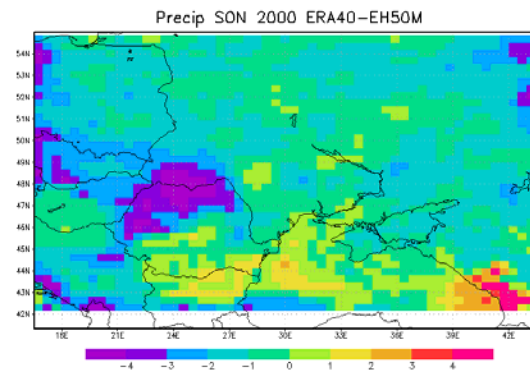 Precip SON 2000 ERA40-EH50M
54N
53N
52N
51N
50N
49N
48N
47N
46N
45N
44N
43N
42N
18E 21E 24E 27E 30E 33E 36E 39E 42E
-4 -3 -2 -1 0 1 2 3 4